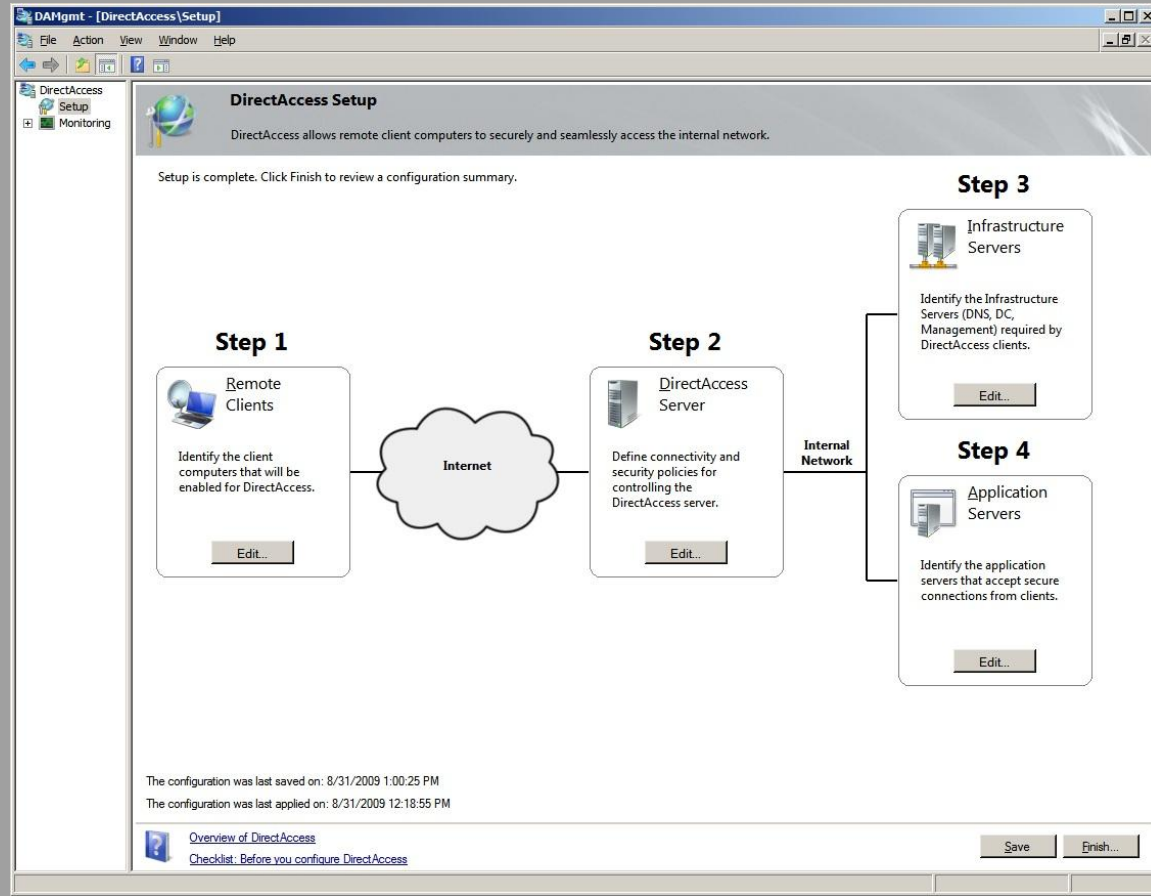 DAMgmt - [DirectAccess\Setup]
File Action View Window Help
DirectAccess
Setup
Monitoring
DirectAccess Setup
DirectAccess allows remote client computers to securely and seamlessly access the internal network.
Setup is complete. Click Finish to review a configuration summary.
Step 1
Remote
Clients
Identify the client
computers that will be
enabled for DirectAccess.
Edit...
Internet
Step 2
DirectAccess
Server
Define connectivity and
security policies for
controlling the
DirectAccess server.
Edit...
Internal
Network
Step 3
Infrastructure
Servers
Identify the Infrastructure
Servers (DNS, DC,
Management) required by
DirectAccess clients.
Edit...
Step 4
Application
Servers
Identify the application
servers that accept secure
connections from clients.
Edit...
The configuration was last saved on: 8/31/2009 1:00:25 PM
The configuration was last applied on: 8/31/2009 12:18:55 PM
Overview of DirectAccess
Checklist: Before you configure DirectAccess
Save
Finish...